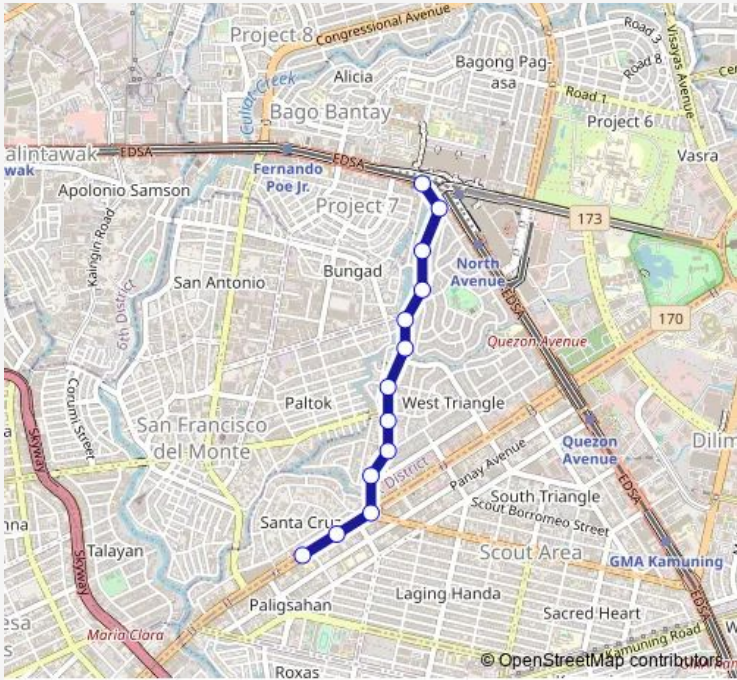 Project 8
Congressional Avenue
Road 3
Visayas Avenue
Bagong Pag-
asa
Road 8
Alicia
Culiat Creek
Road 1
Bago Bantay
Project 6
alintawak
EDSA
EDSA
Vasra
wak
Fernando
Poe Jr.
Apolonio Samson
Project 7
173
Kaingin Road
North
Avenue
Bungad
San Antonio
EDSA
6th District
170
Quezon Avenue
Corumi Street
Paltok
West Triangle
San Francisco
del Monte
Skyway
Quezon
Avenue
Dilim
District
Panay Avenue
EDSA
South Triangle
Scout Borromeo Street
Santa Cruz
Talayan
Scout Area
Skyway
GMA Kamuning
Laging Handa
EDSA
Paligsahan
Sacred Heart
Maria Clara
Kamuning Road
Roxas
© OpenStreetMap contributors